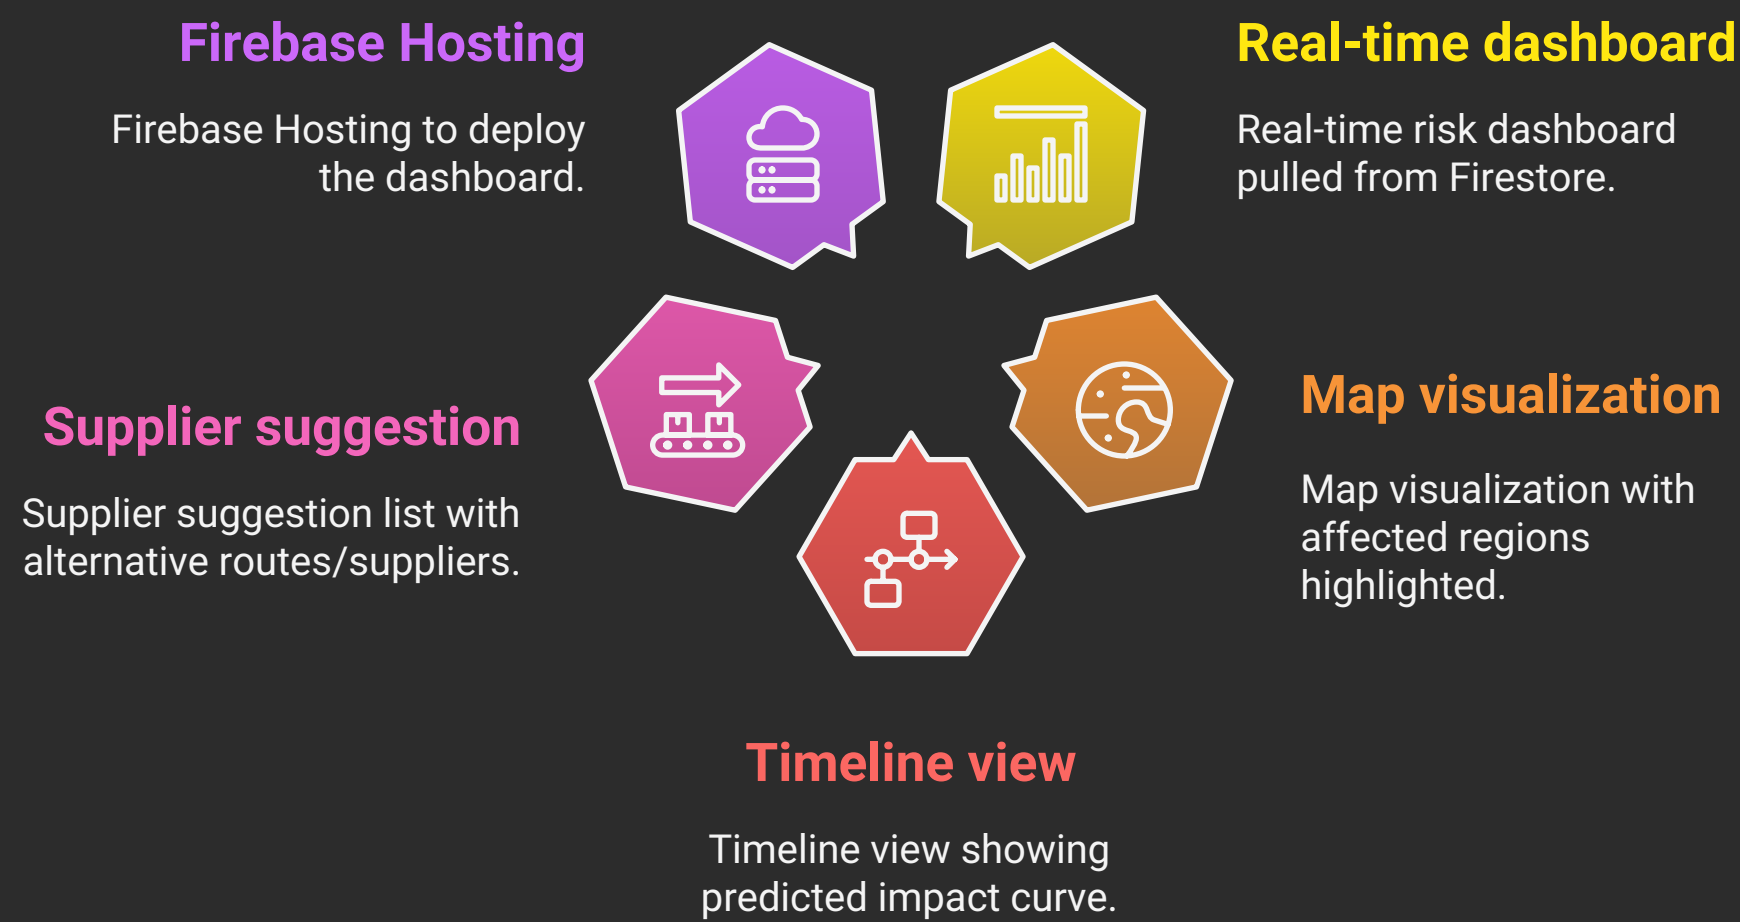 Firebase Hosting
Firebase Hosting to deploy
the dashboard.
Real-time dashboard
Real-time risk dashboard
pulled from Firestore.
Supplier suggestion
Supplier suggestion list with
alternative routes/suppliers.
Map visualization
Map visualization with
affected regions
highlighted.
Timeline view
Timeline view showing
predicted impact curve.